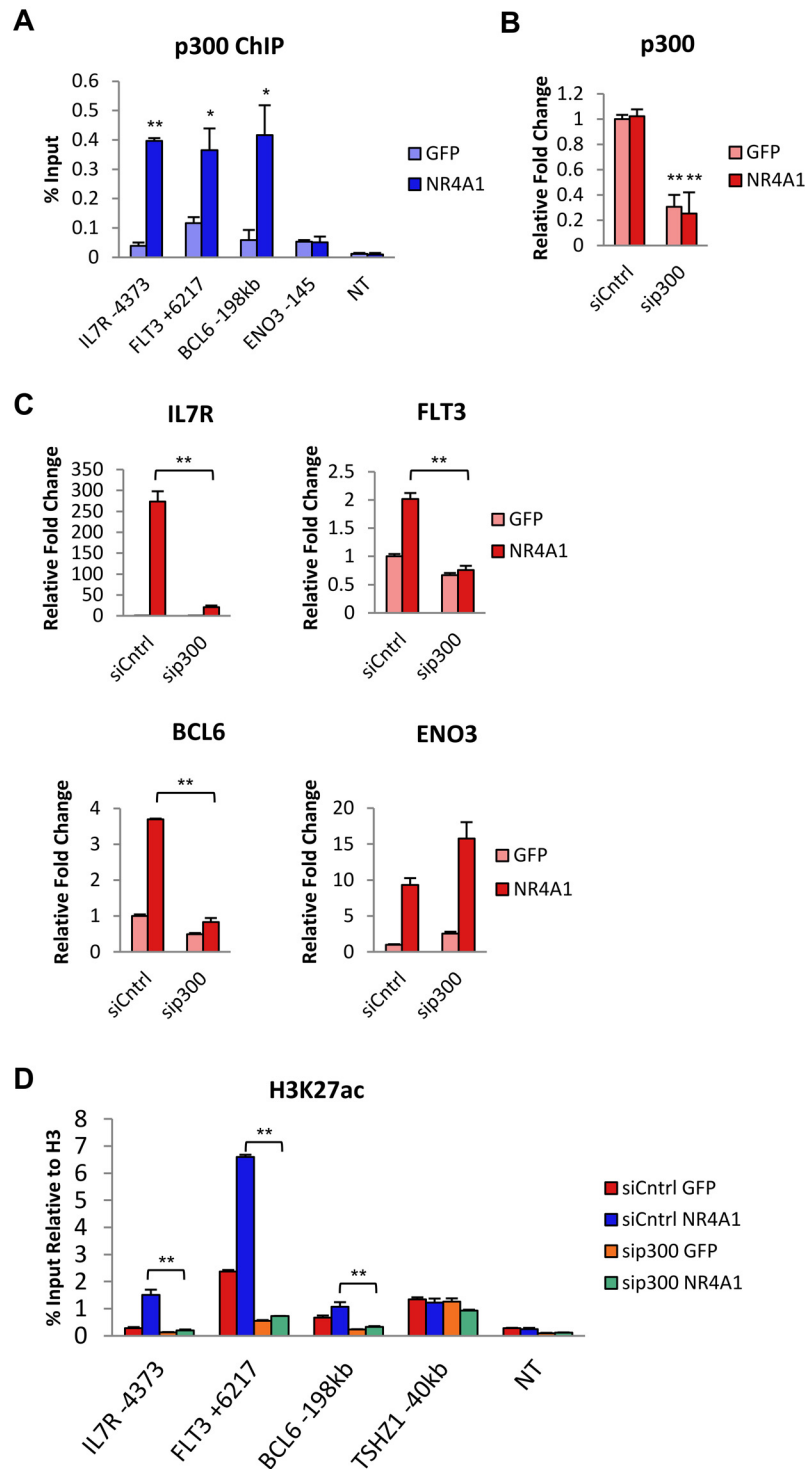 A
p300 ChIP
% Input
0.6
0.5
0.4
0.3
0.2
0.1
0
**
*
*
GFP
NR4A1
IL7R -4373
FLT3 +6217
BCL6 -198kb
ENO3 -145
NT
B
p300
Relative Fold Change
1.2
1
0.8
0.6
0.4
0.2
0
** **
GFP
NR4A1
siCntrl
sip300
C
IL7R
Relative Fold Change
350
300
250
200
150
100
50
0
**
siCntrl
sip300
FLT3
Relative Fold Change
2.5
2
1.5
1
0.5
0
**
GFP
NR4A1
siCntrl
sip300
BCL6
Relative Fold Change
4
3
2
1
0
**
siCntrl
sip300
ENO3
Relative Fold Change
20
15
10
5
0
GFP
NR4A1
siCntrl
sip300
D
H3K27ac
% Input Relative to H3
8
7
6
5
4
3
2
1
0
**
**
**
siCntrl GFP
siCntrl NR4A1
sip300 GFP
sip300 NR4A1
IL7R -4373
FLT3 +6217
BCL6 -198kb
TSHZ1 -40kb
NT